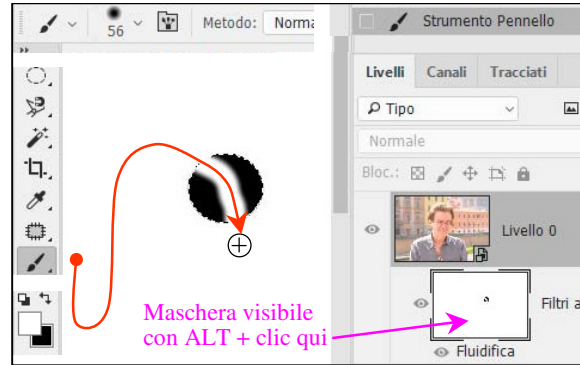 56
Metodo:
Norma
Strumento Pennello
Livelli Canali Tracciati
Tipo
Normale
Bloc.:
Livello 0
Filtri a
Fluidifica
Maschera visibile
con ALT + clic qui